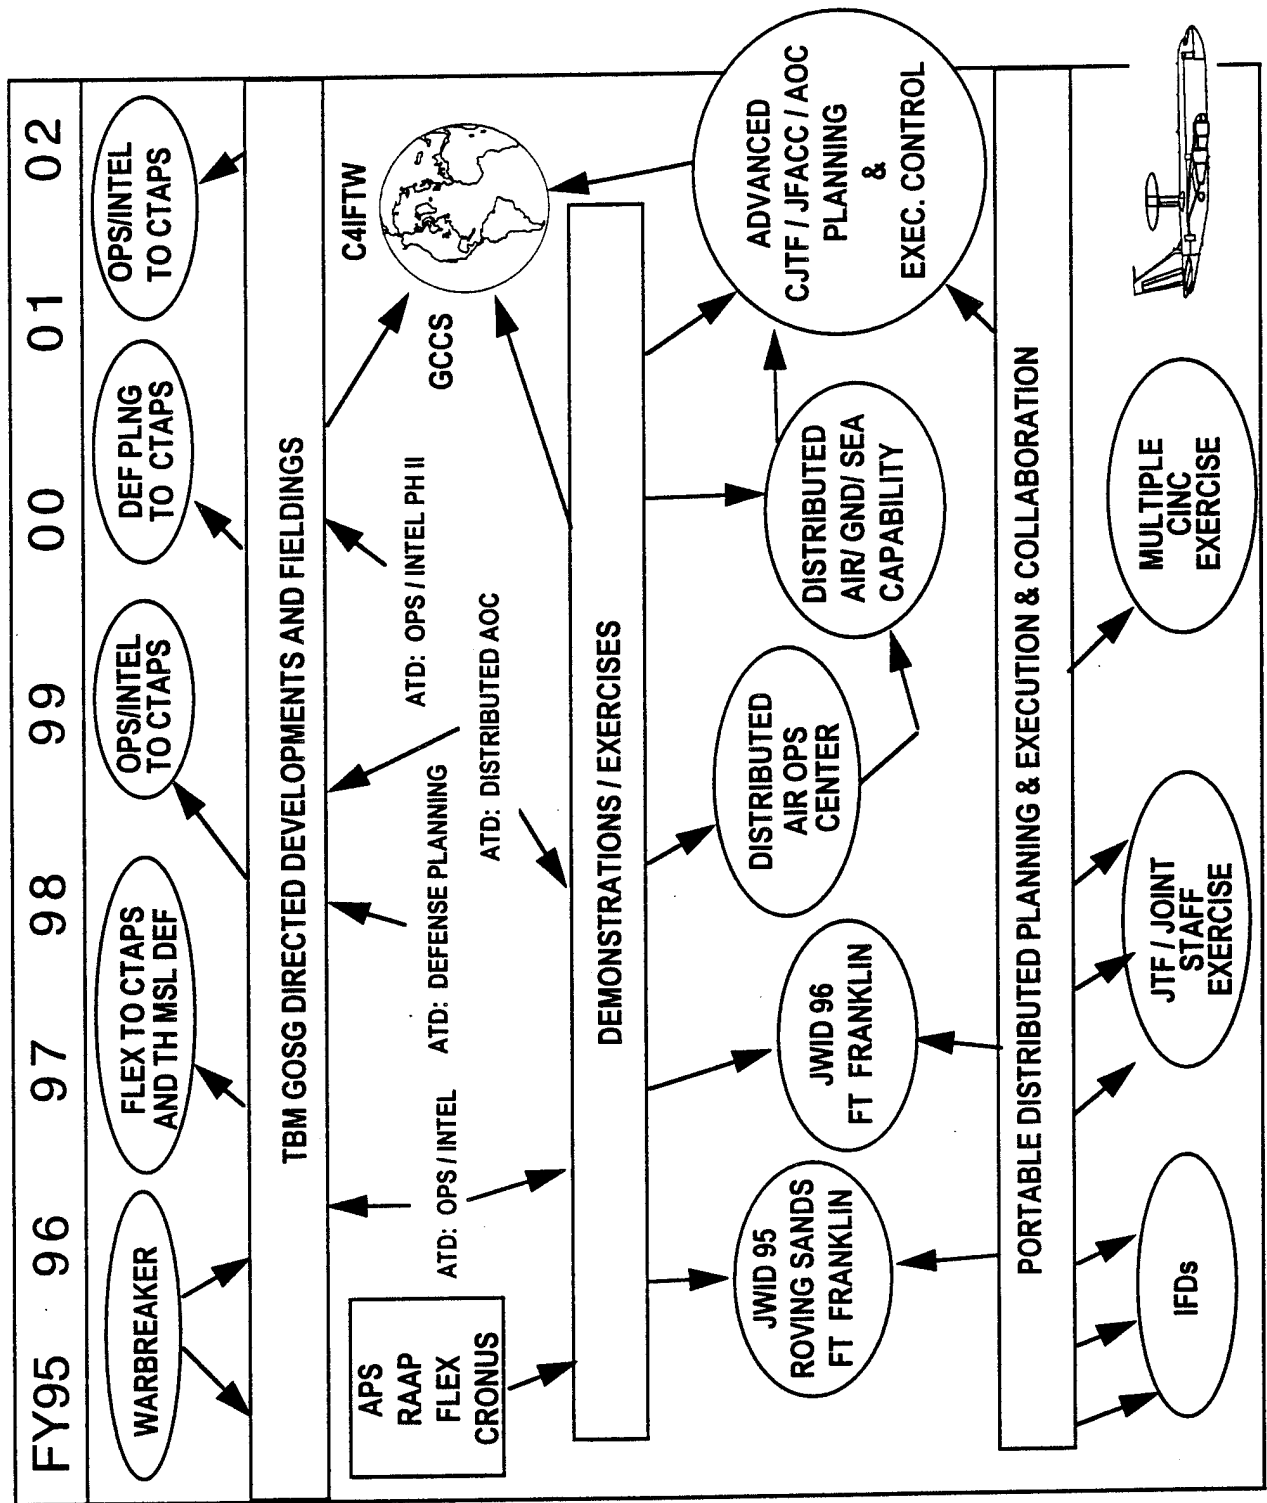 FY95 96 97 98 99 00 01 02
WARBREAKER
FLEX TO CTAPS
AND TH MSL DEF
OPS/INTEL
TO CTAPS
DEF PLNG
TO CTAPS
OPS/INTEL
TO CTAPS
TBM GOSG DIRECTED DEVELOPMENTS AND FIELDINGS
APS
RAAP
FLEX
CRONUS
ATD: OPS / INTEL
ATD: DEFENSE PLANNING
ATD: DISTRIBUTED AOC
ATD: OPS / INTEL PH II
C4IFTW
GCCS
DEMONSTRATIONS / EXERCISES
JWID 95
ROVING SANDS
FT FRANKLIN
JWID 96
FT FRANKLIN
DISTRIBUTED
AIR OPS
CENTER
DISTRIBUTED
AIR/ GND/ SEA
CAPABILITY
ADVANCED
CJTF / JFACC / AOC
PLANNING
&
EXEC. CONTROL
PORTABLE DISTRIBUTED PLANNING & EXECUTION & COLLABORATION
IFDs
JTF / JOINT
STAFF
EXERCISE
MULTIPLE
CINC
EXERCISE